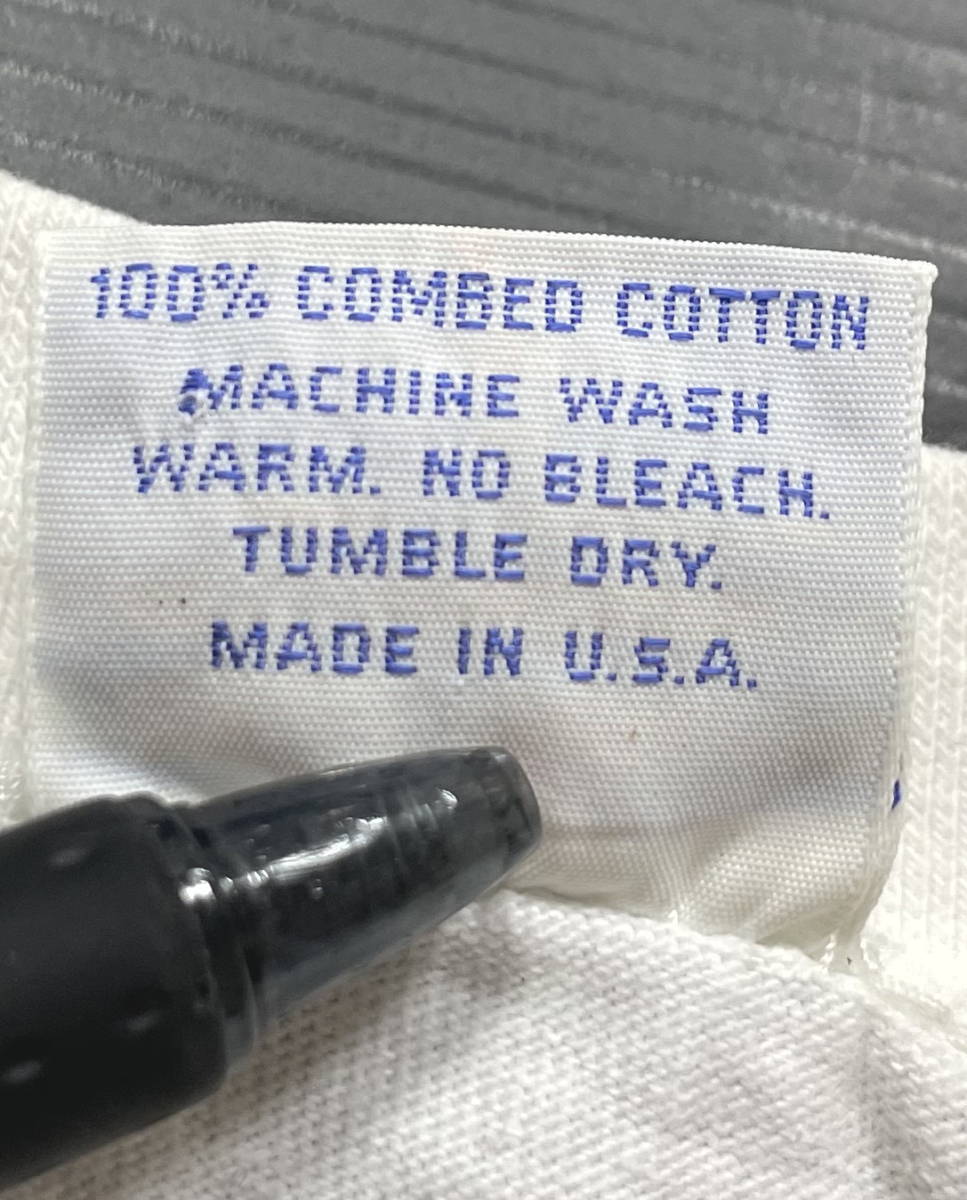 100% COMBED COTTON
MACHINE WASH
WARM. NO BLEACH.
TUMBLE DRY.
MADE IN U.S.A.